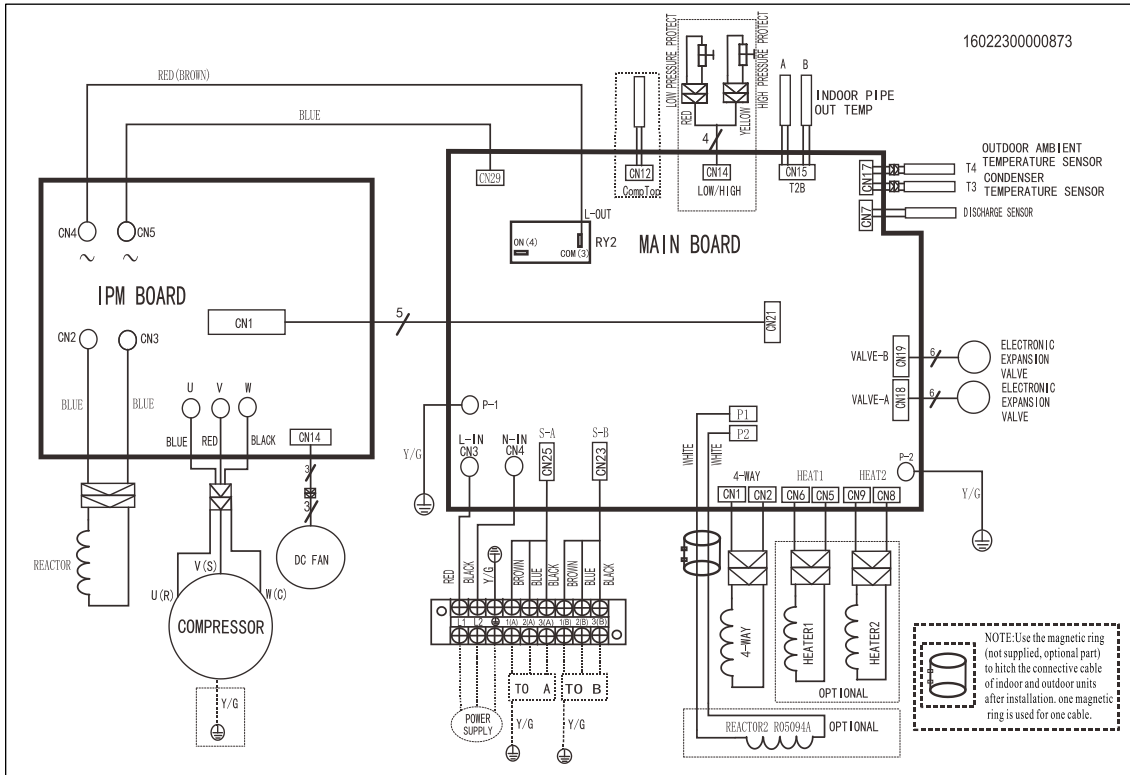 16022300000873
LOW PRESSURE PROTECT
HIGH PRESSURE PROTECT
RED
YELLOW
4
A B
INDOOR PIPE
OUT TEMP
RED(BROWN)
BLUE
CN29
CN12
CompTop
CN14
LOW/HIGH
CN15
T2B
CN17
OUTDOOR AMBIENT
T4 TEMPERATURE SENSOR
CONDENSER
T3 TEMPERATURE SENSOR
CN7
DISCHARGE SENSOR
L-OUT
ON(4)
COM(3)
RY2
MAIN BOARD
CN4
CN5
~ ~
IPM BOARD
CN1
5
CN21
CN2
CN3
BLUE
BLUE
U V W
BLUE
RED
BLACK
CN14
3
3
DC FAN
REACTOR
V(S)
U(R)
W(C)
COMPRESSOR
Y/G
VALVE-B
CN19
6
ELECTRONIC
EXPANSION
VALVE
VALVE-A
CN18
6
ELECTRONIC
EXPANSION
VALVE
P-1
Y/G
L-IN
CN3
N-IN
CN4
S-A
CN25
S-B
CN23
P1
P2
WHITE
WHITE
P-2
Y/G
4-WAY
HEAT1
HEAT2
CN1 CN2 CN6 CN5 CN9 CN8
RED
BLACK
Y/G
BROWN
BLUE
BLACK
BROWN
BLUE
BLACK
L1 L2 1(A) 2(A) 3(A) 1(B) 2(B) 3(B)
TO A
TO B
POWER
SUPPLY
Y/G
Y/G
4-WAY
HEATER1
HEATER2
OPTIONAL
REACTOR2 R05094A
OPTIONAL
NOTE:Use the magnetic ring
(not supplied, optional part)
to hitch the connective cable
of indoor and outdoor units
after installation. one magnetic
ring is used for one cable.